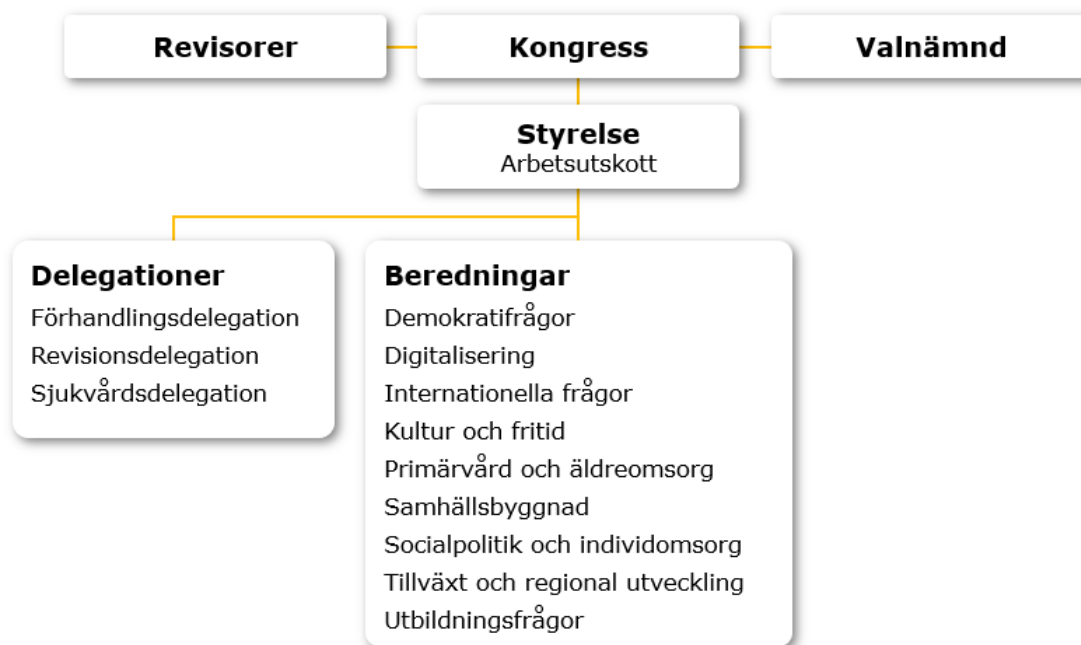 Revisorer
Kongress
Valnämnd
Styrelse
Arbetsutskott
Delegationer
Förhandlingsdelegation
Revisionsdelegation
Sjukvårdsdelegation
Beredningar
Demokratifrågor
Digitalisering
Internationella frågor
Kultur och fritid
Primärvård och äldreomsorg
Samhällsbyggnad
Socialpolitik och individomsorg
Tillväxt och regional utveckling
Utbildningsfrågor